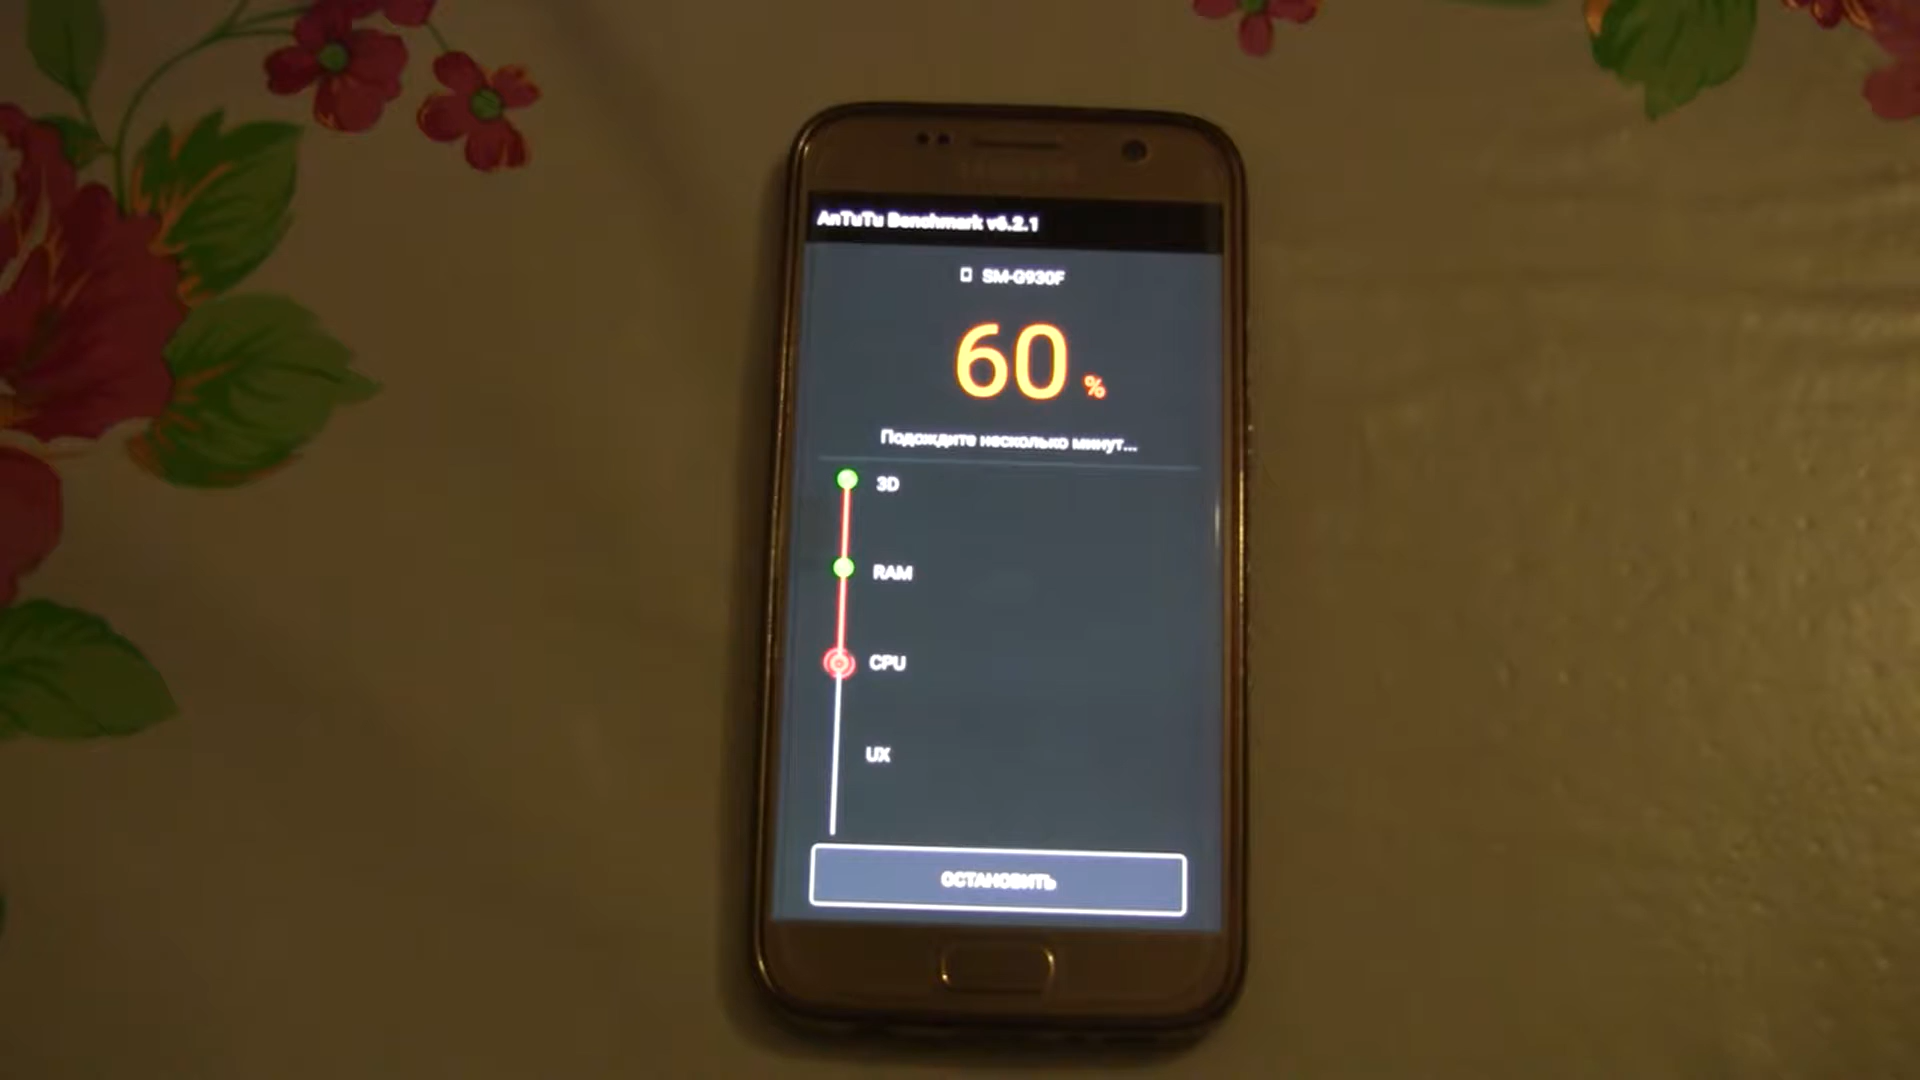 AnTuTu Benchmark v6.2.1
SM-G930F
60 %
Подождите несколько минут...
3D
RAM
CPU
UX
ОСТАНОВИТЬ